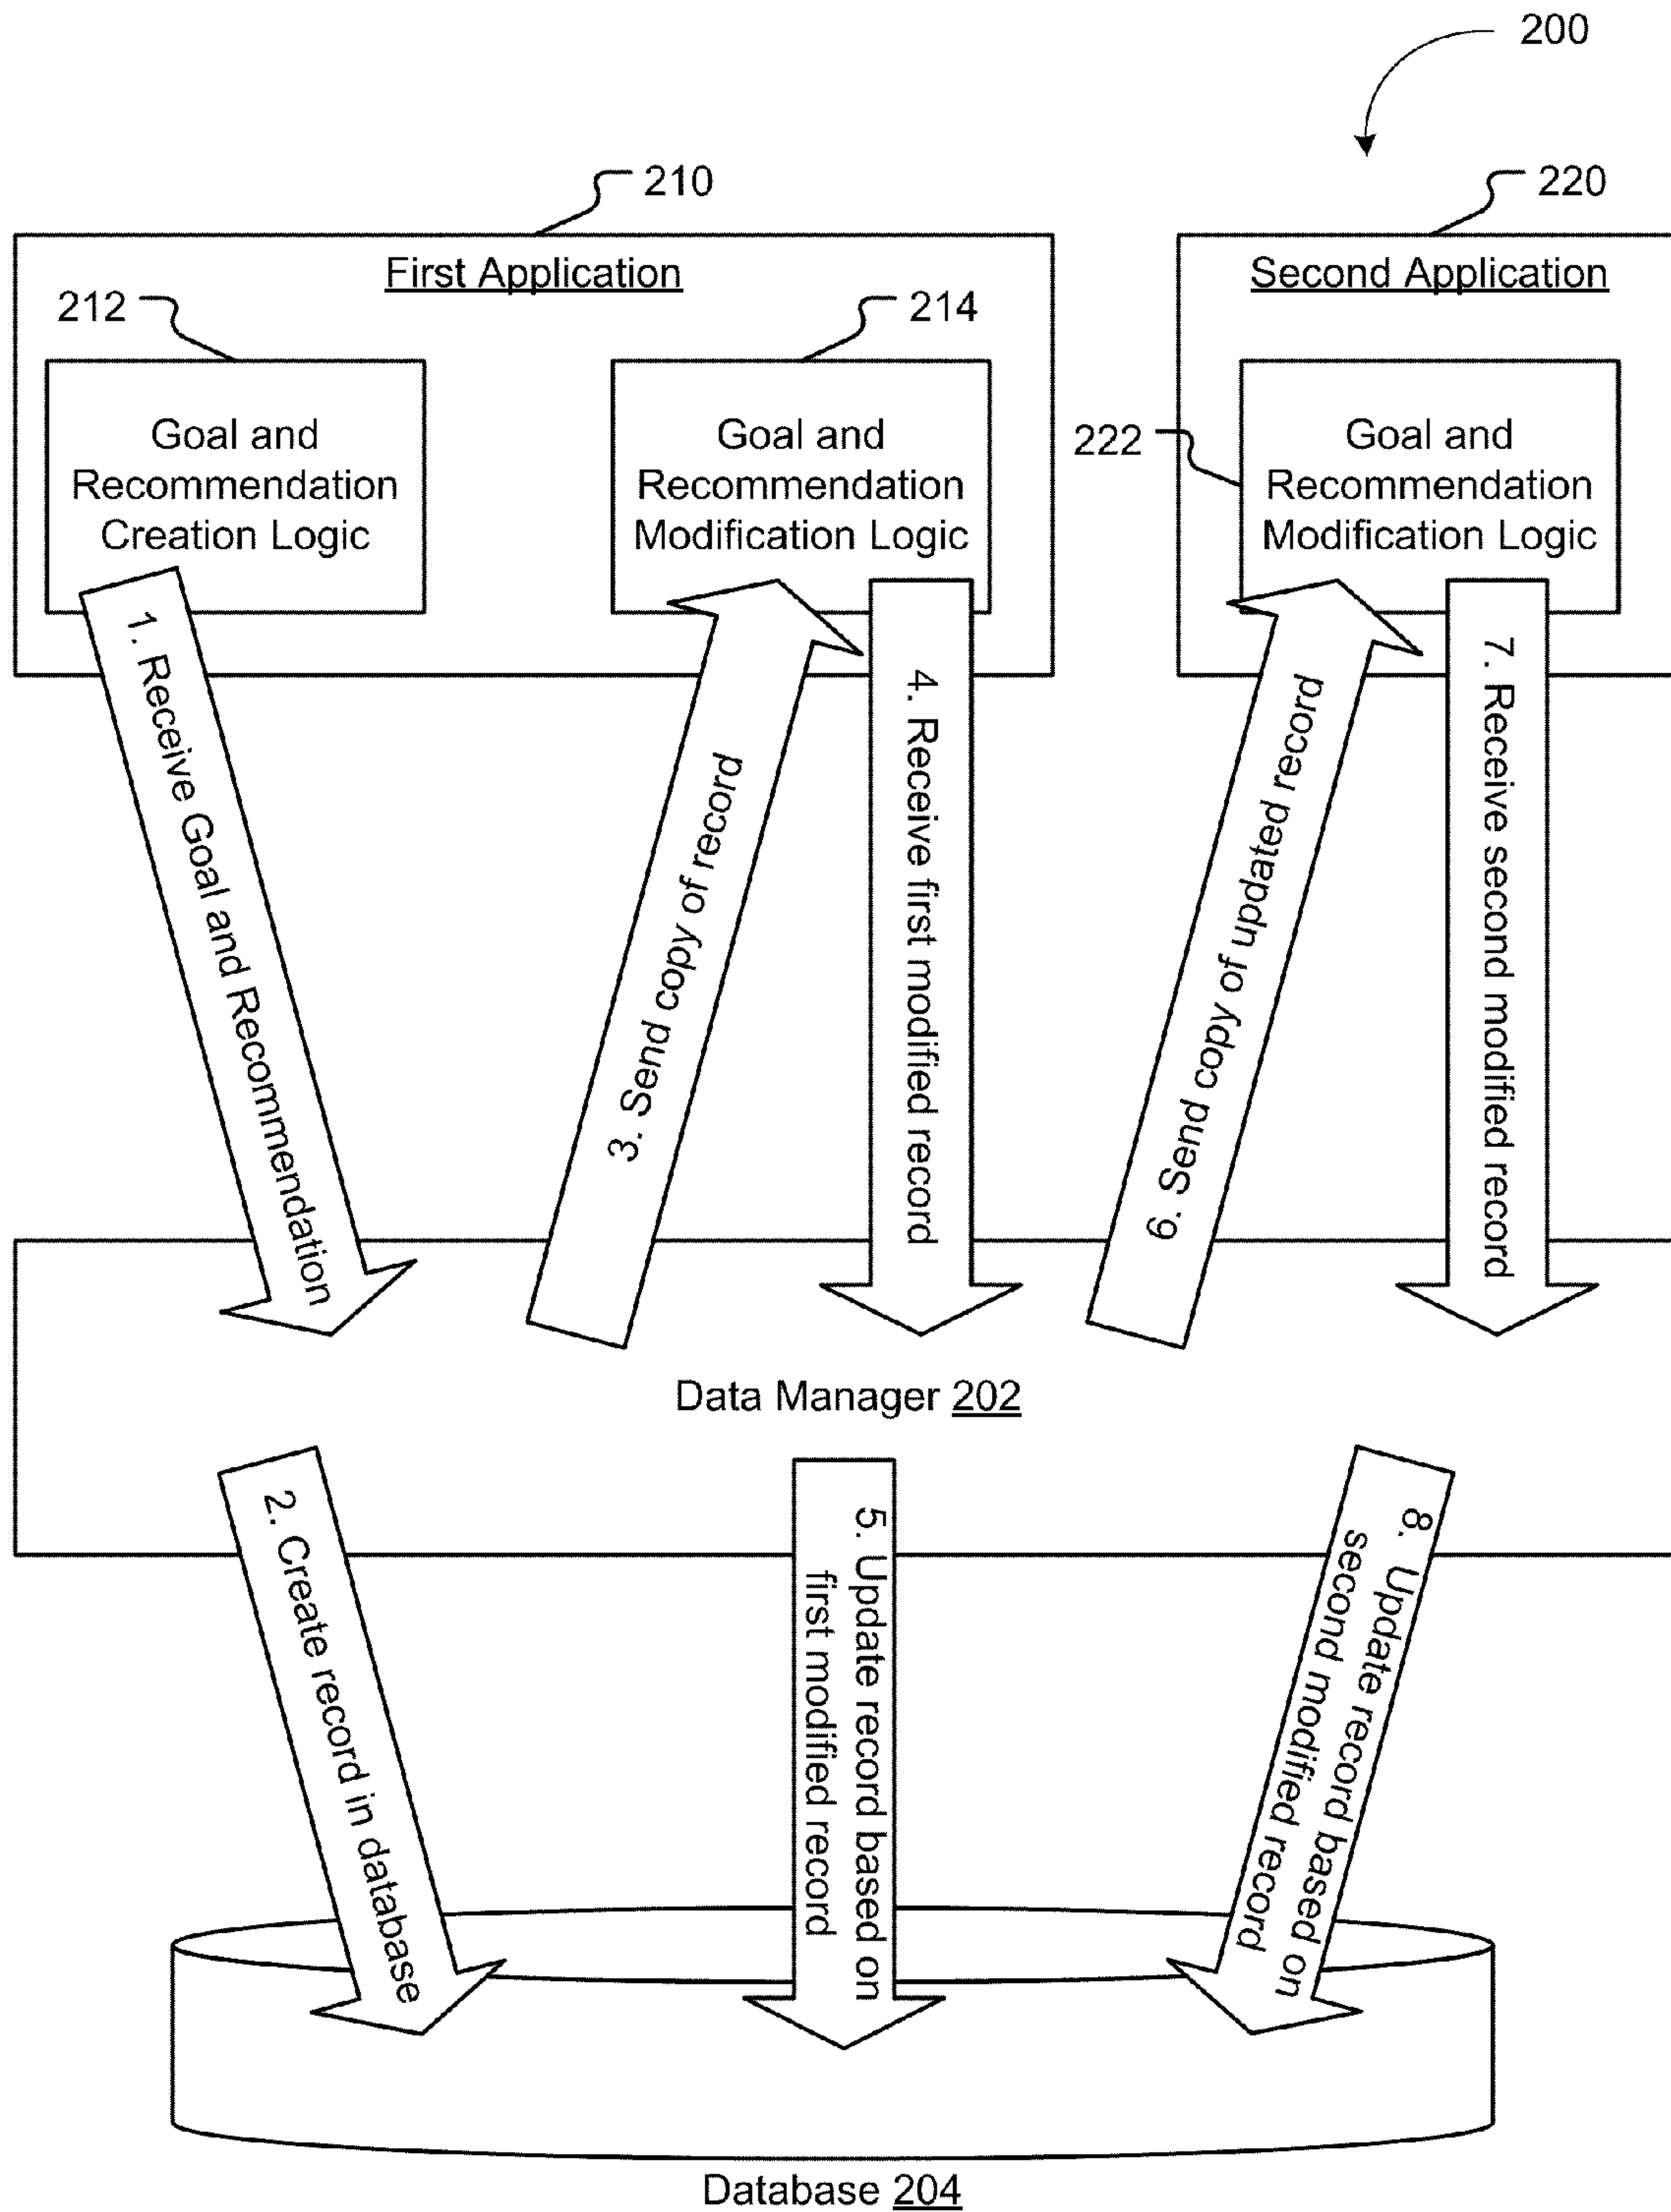 200
210
220
First Application
Second Application
212
214
Goal and
Recommendation
Creation Logic
Goal and
Recommendation
Modification Logic
222
Goal and
Recommendation
Modification Logic
1. Receive Goal and Recommendation
3. Send copy of record
4. Receive first modified record
6. Send copy of updated record
7. Receive second modified record
Data Manager 202
2. Create record in database
5. Update record based on
first modified record
8. Update record based on
second modified record
Database 204